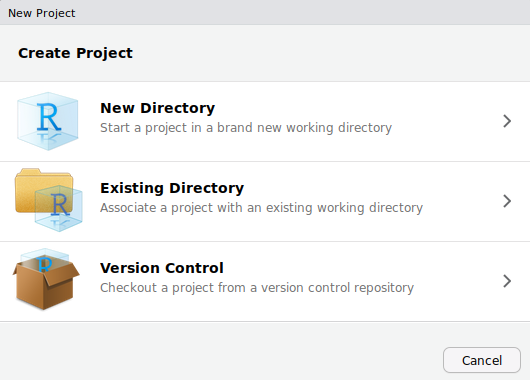 New Project
Create Project
New Directory
Start a project in a brand new working directory
Existing Directory
Associate a project with an existing working directory
Version Control
Checkout a project from a version control repository
Cancel